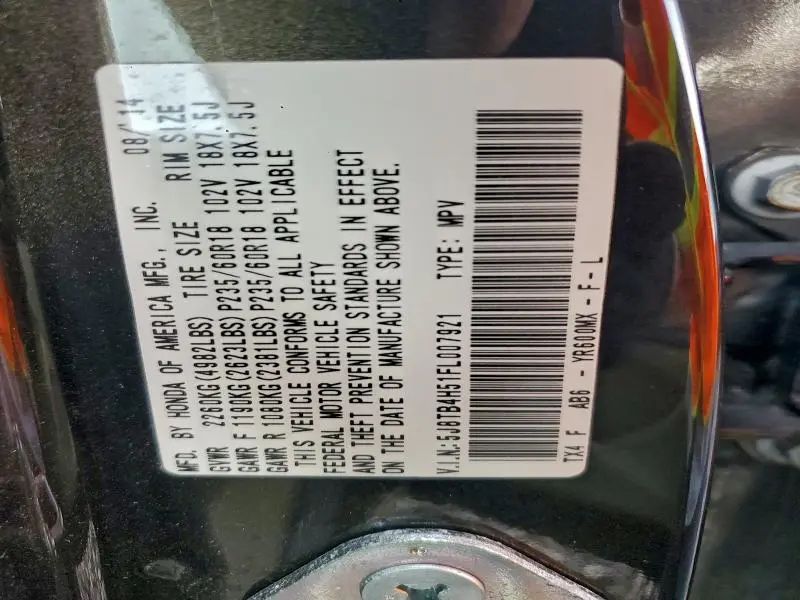 MFD. BY HONDA OF AMERICA MFG., INC. 08/14
GVWR 2260KG(4982LBS) TIRE SIZE RIM SIZE
GAWR F 1190KG(2623LBS)P235/60R18 102V 18X7.5J
GAWR R 1080KG(2381LBS)P235/60R18 102V 18X7.5J
THIS VEHICLE CONFORMS TO ALL APPLICABLE
FEDERAL MOTOR VEHICLE SAFETY
AND THEFT PREVENTION STANDARDS IN EFFECT
ON THE DATE OF MANUFACTURE SHOWN ABOVE.
V.I.N:5J8TB4H51FL007921 TYPE: MPV
TX4 F AB6 - YR600MX - F - L